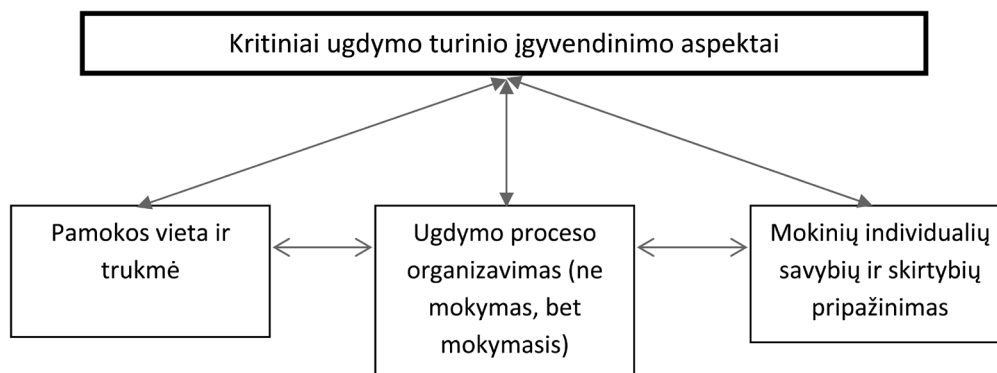 Kritiniai ugdymo turinio įgyvendinimo aspektai
Pamokos vieta ir
trukmė
Ugdymo proceso
organizavimas (ne
mokymas, bet
mokymasis)
Mokinių individualių
savybių ir skirtybių
pripažinimas